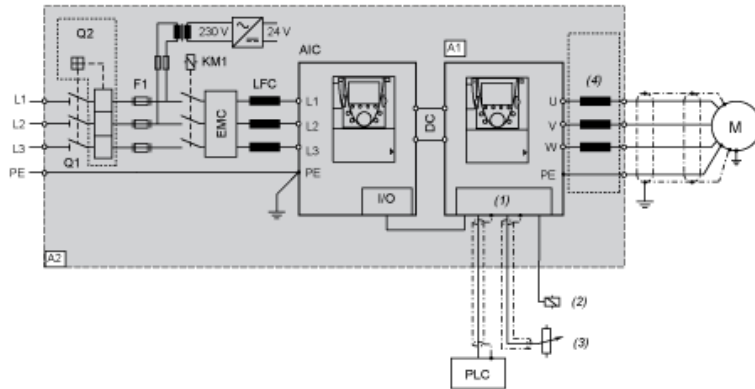 Q2
230 V
24 V
AIC
A1
KM1
(4)
F1
LFC
L1
L1
U
L2
EMC
L2
DC
V
M
L3
L3
W
Q1
PE
PE
PE
I/O
(1)
A2
(2)
(3)
PLC